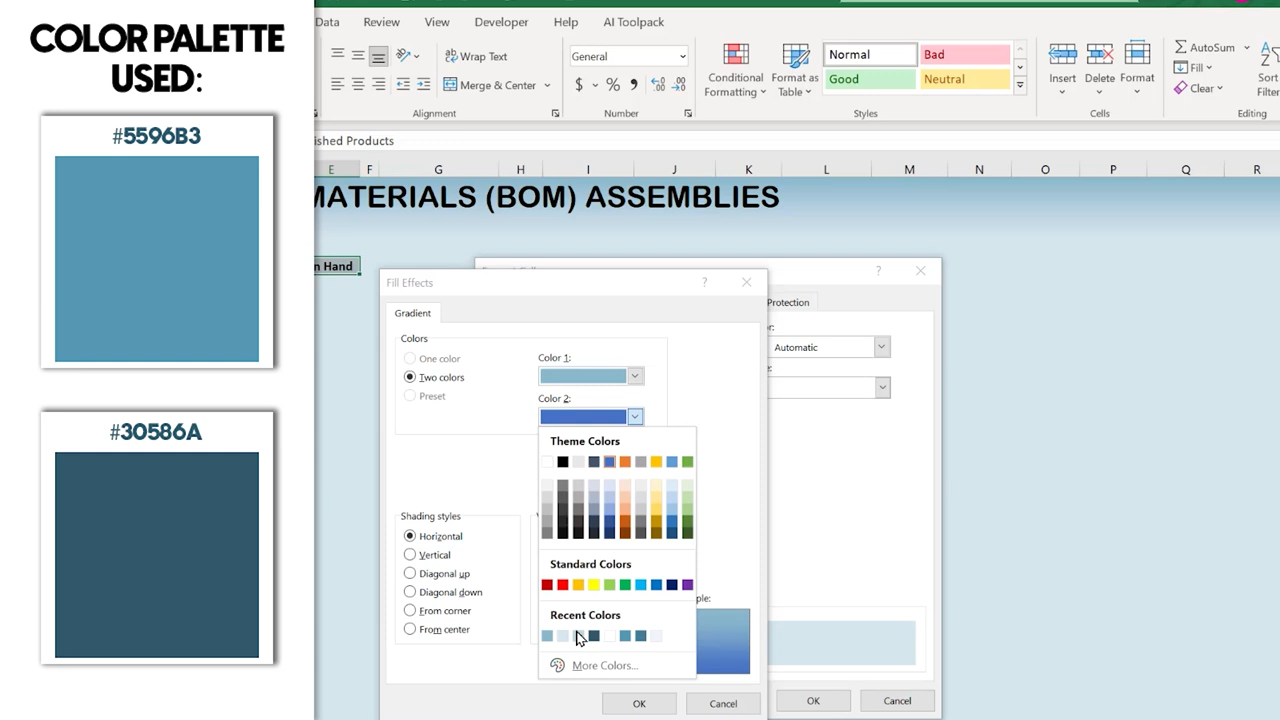 COLOR PALETTE
USED:
#5596B3
#30586A
Data Review View Developer Help AI Toolpack
Wrap Text
Merge & Center
Alignment
General
$ % ,
Number
Conditional
Formatting
Format as
Table
Normal Bad
Good Neutral
Styles
Insert Delete Format
Cells
AutoSum
Fill
Clear
Sort
Filter
Editing
ished Products
E F G H I J K L M N O P Q R
MATERIALS (BOM) ASSEMBLIES
n Hand
Fill Effects ? ×
Gradient
Colors
One color
Two colors
Preset
Color 1:
Color 2:
Theme Colors
Standard Colors
Recent Colors
More Colors...
Shading styles
Horizontal
Vertical
Diagonal up
Diagonal down
From corner
From center
OK Cancel
? ×
Protection
r:
Automatic
ple:
OK Cancel